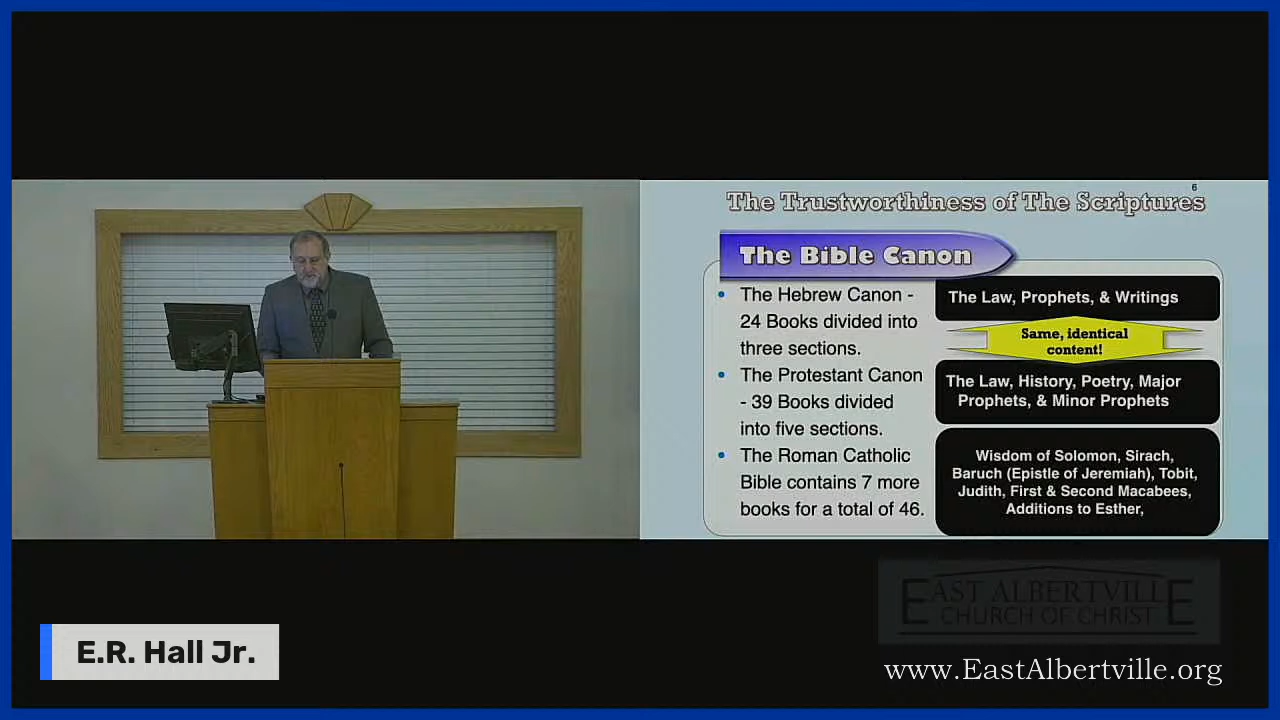 6
The Trustworthiness of The Scriptures
The Bible Canon
The Hebrew Canon -
24 Books divided into
three sections.
The Protestant Canon
- 39 Books divided
into five sections.
The Roman Catholic
Bible contains 7 more
books for a total of 46.
The Law, Prophets, & Writings
Same, identical
content!
The Law, History, Poetry, Major
Prophets, & Minor Prophets
Wisdom of Solomon, Sirach,
Baruch (Epistle of Jeremiah), Tobit,
Judith, First & Second Macabees,
Additions to Esther,
EAST ALBERTVILLE
CHURCH OF CHRIST
E.R. Hall Jr.
www.EastAlbertville.org